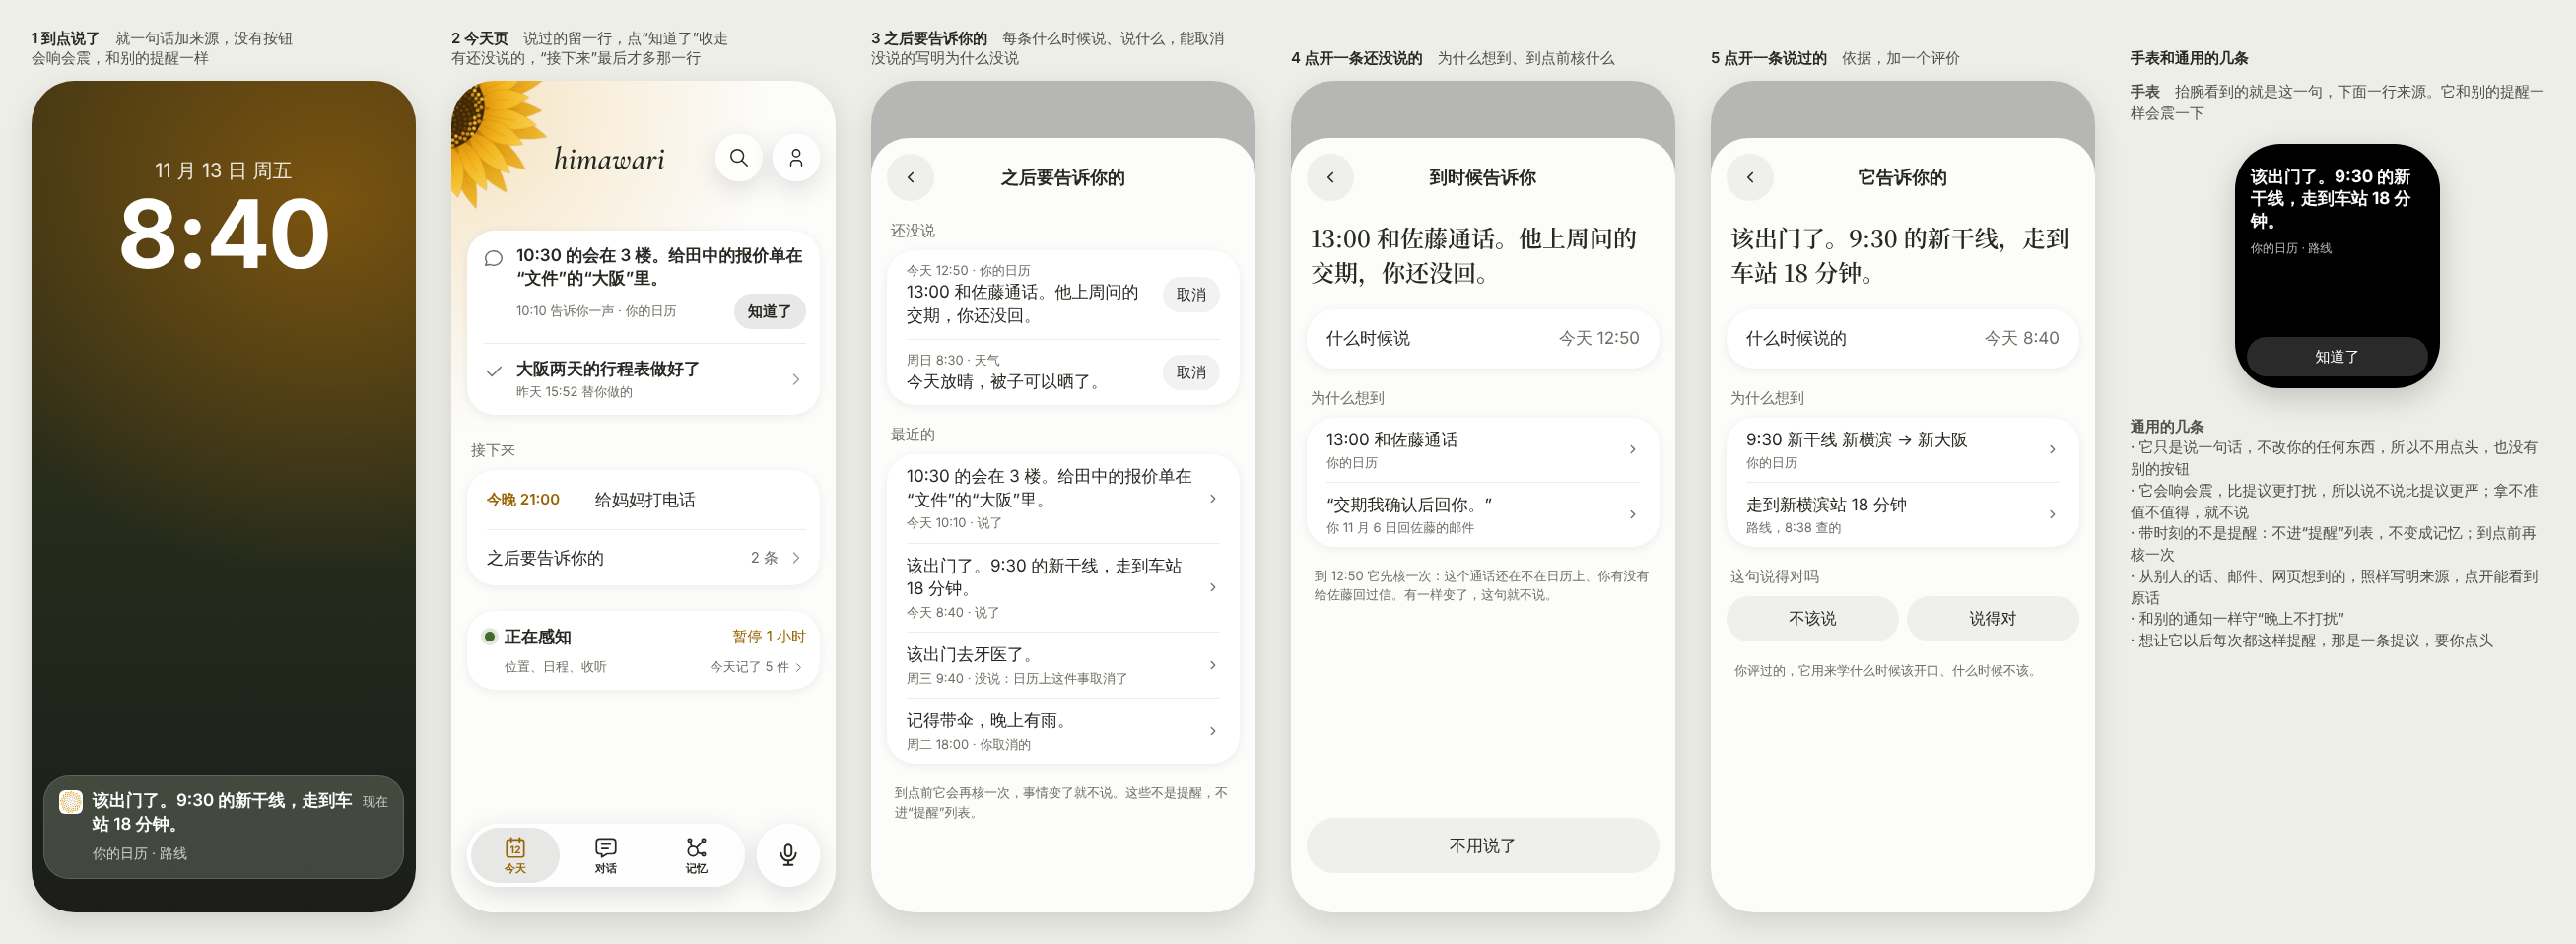 1 到点说了 就一句话加来源，没有按钮
会响会震，和别的提醒一样
11 月 13 日 周五
8:40
该出门了。9:30 的新干线，走到车
站 18 分钟。
现在
你的日历 · 路线
2 今天页 说过的留一行，点“知道了”收走
有还没说的，“接下来”最后才多那一行
himawari
10:30 的会在 3 楼。给田中的报价单在
“文件”的“大阪”里。
10:10 告诉你一声 · 你的日历
知道了
大阪两天的行程表做好了
昨天 15:52 替你做的
接下来
今晚 21:00 给妈妈打电话
之后要告诉你的 2 条
正在感知 暂停 1 小时
位置、日程、收听 今天记了 5 件
12
今天
对话
记忆
3 之后要告诉你的 每条什么时候说、说什么，能取消
没说的写明为什么没说
之后要告诉你的
还没说
今天 12:50 · 你的日历
13:00 和佐藤通话。他上周问的
交期，你还没回。
取消
周日 8:30 · 天气
今天放晴，被子可以晒了。
取消
最近的
10:30 的会在 3 楼。给田中的报价单在
“文件”的“大阪”里。
今天 10:10 · 说了
该出门了。9:30 的新干线，走到车站
18 分钟。
今天 8:40 · 说了
该出门去牙医了。
周三 9:40 · 没说：日历上这件事取消了
记得带伞，晚上有雨。
周二 18:00 · 你取消的
到点前它会再核一次，事情变了就不说。这些不是提醒，不
进“提醒”列表。
4 点开一条还没说的 为什么想到、到点前核什么
到时候告诉你
13:00 和佐藤通话。他上周问的
交期，你还没回。
什么时候说 今天 12:50
为什么想到
13:00 和佐藤通话
你的日历
“交期我确认后回你。”
你 11 月 6 日回佐藤的邮件
到 12:50 它先核一次：这个通话还在不在日历上、你有没有
给佐藤回过信。有一样变了，这句就不说。
不用说了
5 点开一条说过的 依据，加一个评价
它告诉你的
该出门了。9:30 的新干线，走到
车站 18 分钟。
什么时候说的 今天 8:40
为什么想到
9:30 新干线 新横滨 → 新大阪
你的日历
走到新横滨站 18 分钟
路线，8:38 查的
这句说得对吗
不该说
说得对
你评过的，它用来学什么时候该开口、什么时候不该。
手表和通用的几条
手表 抬腕看到的就是这一句，下面一行来源。它和别的提醒一
样会震一下
该出门了。9:30 的新
干线，走到车站 18 分
钟。
你的日历 · 路线
知道了
通用的几条
· 它只是说一句话，不改你的任何东西，所以不用点头，也没有
别的按钮
· 它会响会震，比提议更打扰，所以说不说比提议更严；拿不准
值不值得，就不说
· 带时刻的不是提醒：不进“提醒”列表，不变成记忆；到点前再
核一次
· 从别人的话、邮件、网页想到的，照样写明来源，点开能看到
原话
· 和别的通知一样守“晚上不打扰”
· 想让它以后每次都这样提醒，那是一条提议，要你点头